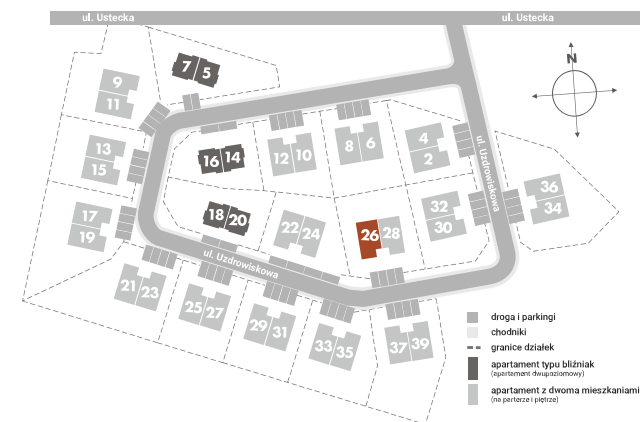 ul. Ustecka ul. Ustecka
7 5
N
9
11
4
2
8 6
16 14
12 10
13
15
ul. Uzdrowiskowa
36
34
17
19
18 20
32
30
22 24
26 28
ul. Uzdrowiskowa
21 23
25 27
29 31
33 35
37 39
droga i parkingi
chodniki
granice działek
apartament typu bliźniak
(apartament dwupoziomowy)
apartament z dwoma mieszkaniami
(na parterze i piętrze)